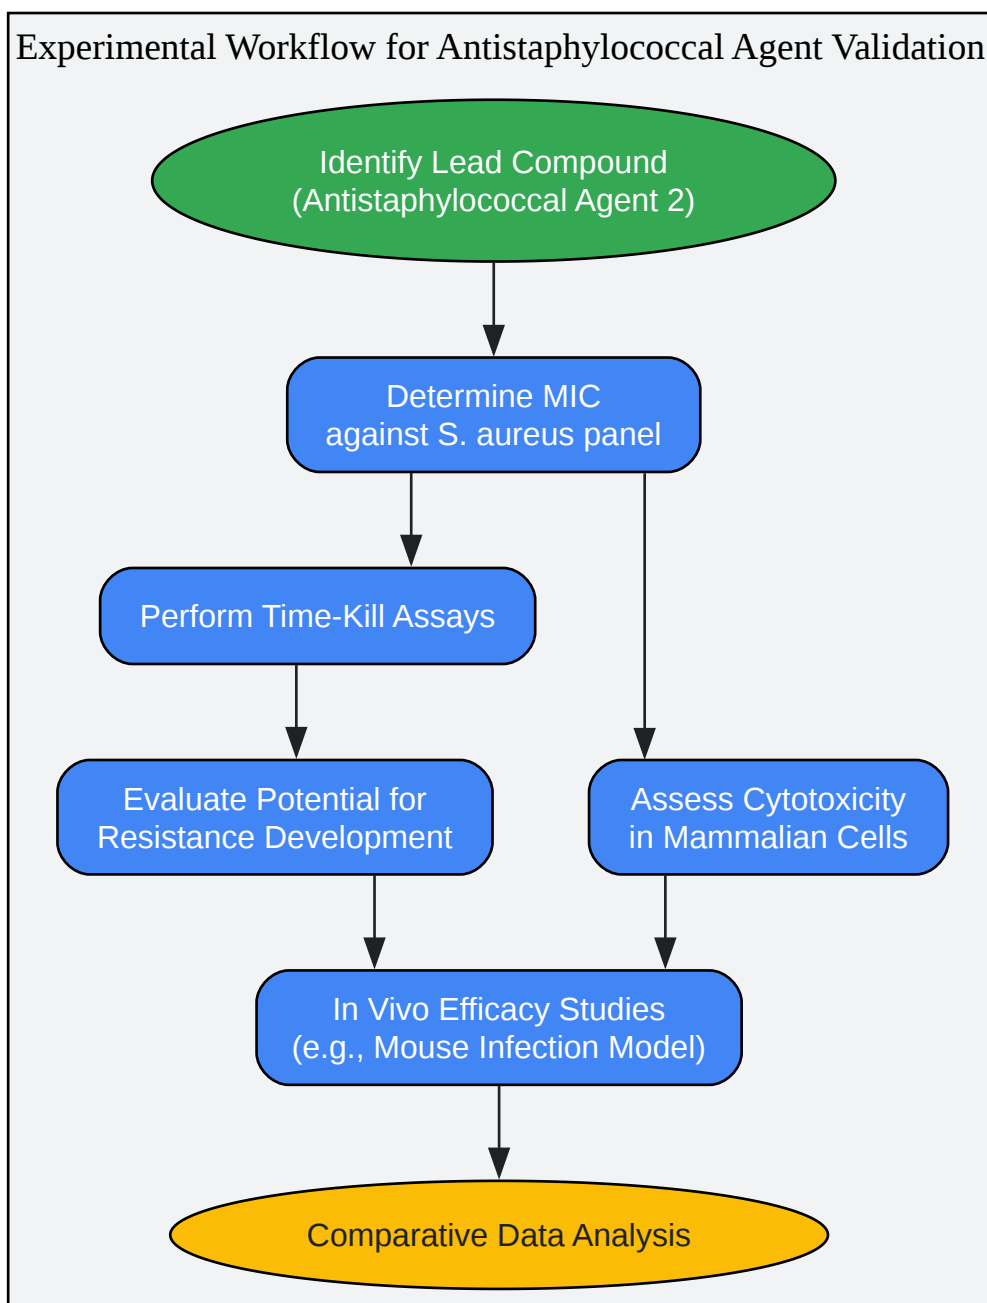 Experimental Workflow for Antistaphylococcal Agent Validation
Identify Lead Compound
(Antistaphylococcal Agent 2)
Determine MIC
against S. aureus panel
Perform Time-Kill Assays
Evaluate Potential for
Resistance Development
Assess Cytotoxicity
in Mammalian Cells
In Vivo Efficacy Studies
(e.g., Mouse Infection Model)
Comparative Data Analysis